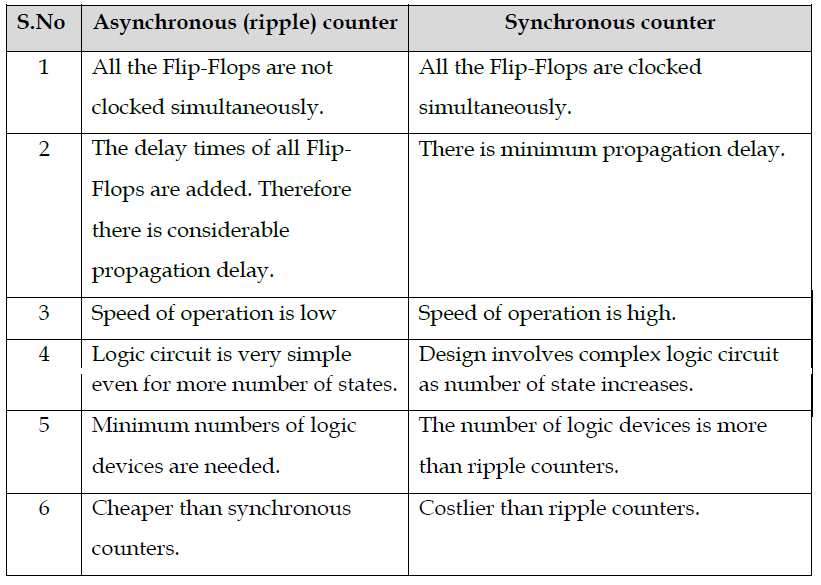 S.No Asynchronous (ripple) counter Synchronous counter
1 All the Flip-Flops are not All the Flip-Flops are clocked
clocked simultaneously. simultaneously.
2 The delay times of all Flip- There is minimum propagation delay.
Flops are added. Therefore
there is considerable
propagation delay.
3 Speed of operation is low Speed of operation is high.
4 Logic circuit is very simple Design involves complex logic circuit
even for more number of states. as number of state increases.
5 Minimum numbers of logic The number of logic devices is more
devices are needed. than ripple counters.
6 Cheaper than synchronous Costlier than ripple counters.
counters.